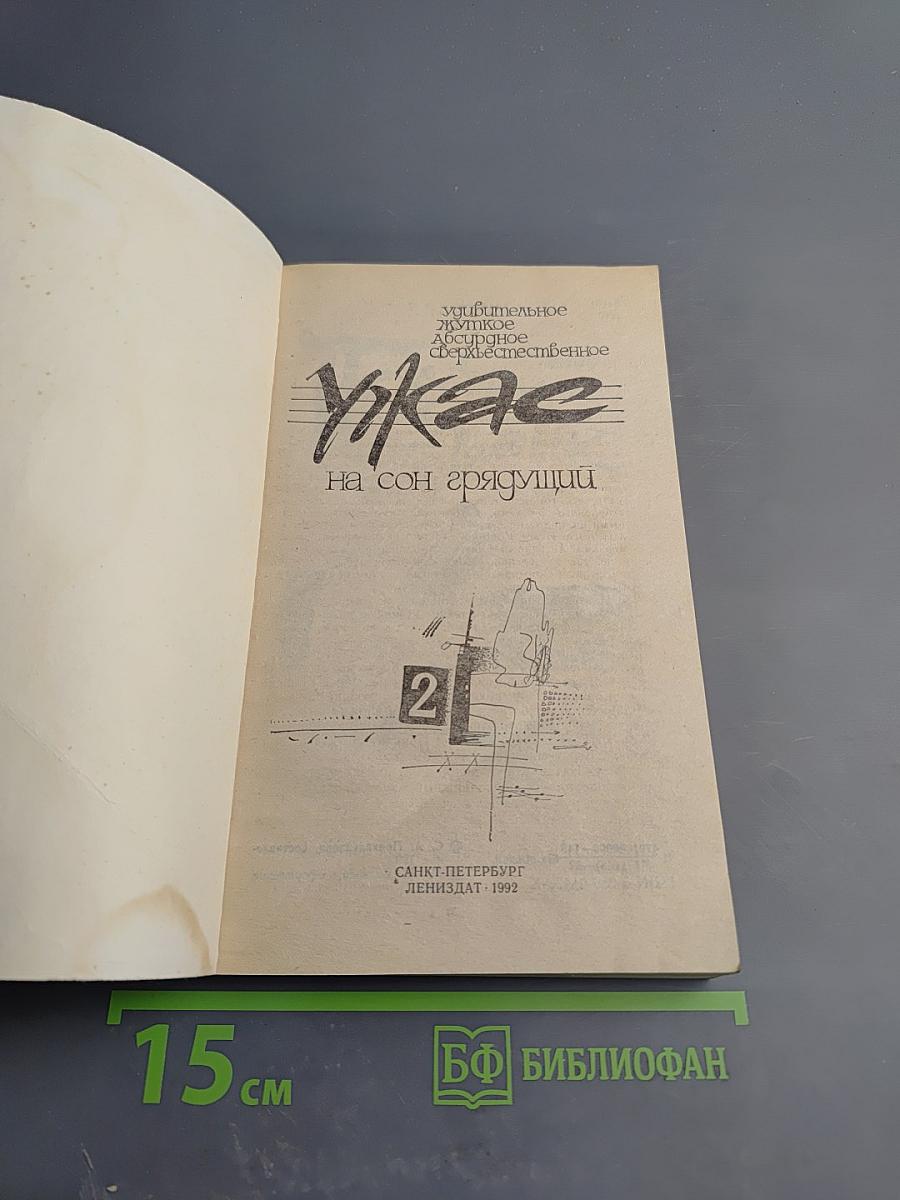 Удивительное
Жуткое
Абсурдное
Сверхъестественное
Ужас
на сон грядущий
2
САНКТ-ПЕТЕРБУРГ
ЛЕНИЗДАТ · 1992
15 см
БФ БИБЛИОФАН